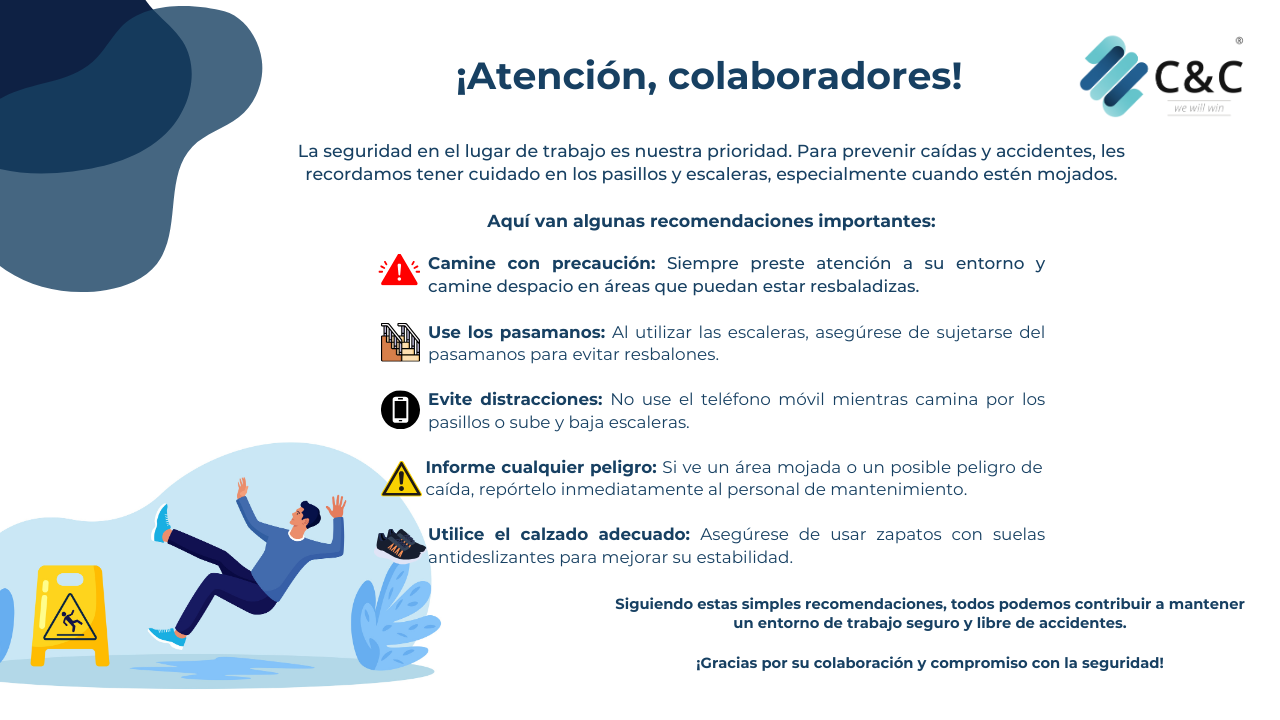 ¡Atención, colaboradores!
®
C&C
we will win
La seguridad en el lugar de trabajo es nuestra prioridad. Para prevenir caídas y accidentes, les
recordamos tener cuidado en los pasillos y escaleras, especialmente cuando estén mojados.
Aquí van algunas recomendaciones importantes:
Camine con precaución: Siempre preste atención a su entorno y
camine despacio en áreas que puedan estar resbaladizas.
Use los pasamanos: Al utilizar las escaleras, asegúrese de sujetarse del
pasamanos para evitar resbalones.
Evite distracciones: No use el teléfono móvil mientras camina por los
pasillos o sube y baja escaleras.
Informe cualquier peligro: Si ve un área mojada o un posible peligro de
caída, repórtelo inmediatamente al personal de mantenimiento.
Utilice el calzado adecuado: Asegúrese de usar zapatos con suelas
antideslizantes para mejorar su estabilidad.
Siguiendo estas simples recomendaciones, todos podemos contribuir a mantener
un entorno de trabajo seguro y libre de accidentes.
¡Gracias por su colaboración y compromiso con la seguridad!